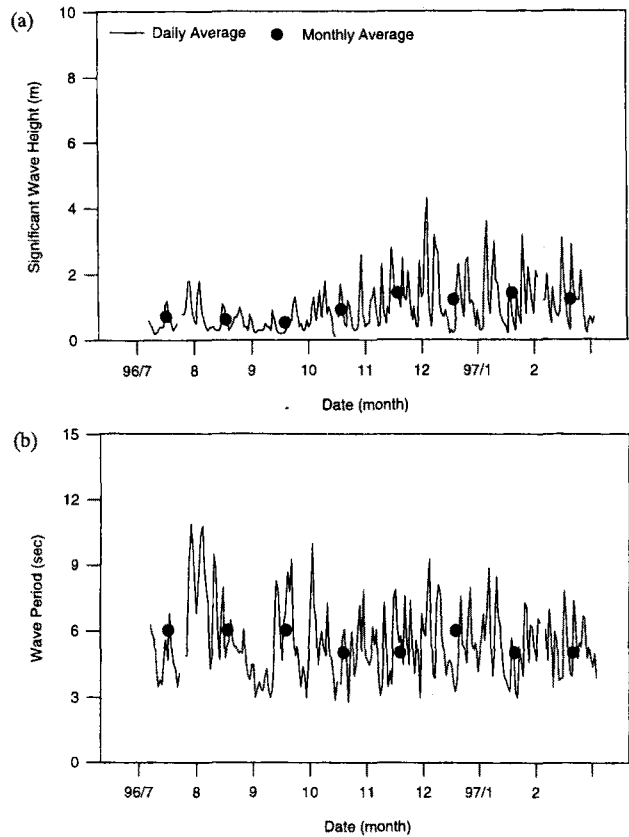 (a)
Daily Average Monthly Average
10
8
6
4
2
0
Significant Wave Height (m)
96/7 8 9 10 11 12 97/1 2
Date (month)
(b)
15
12
9
6
3
0
Wave Period (sec)
96/7 8 9 10 11 12 97/1 2
Date (month)